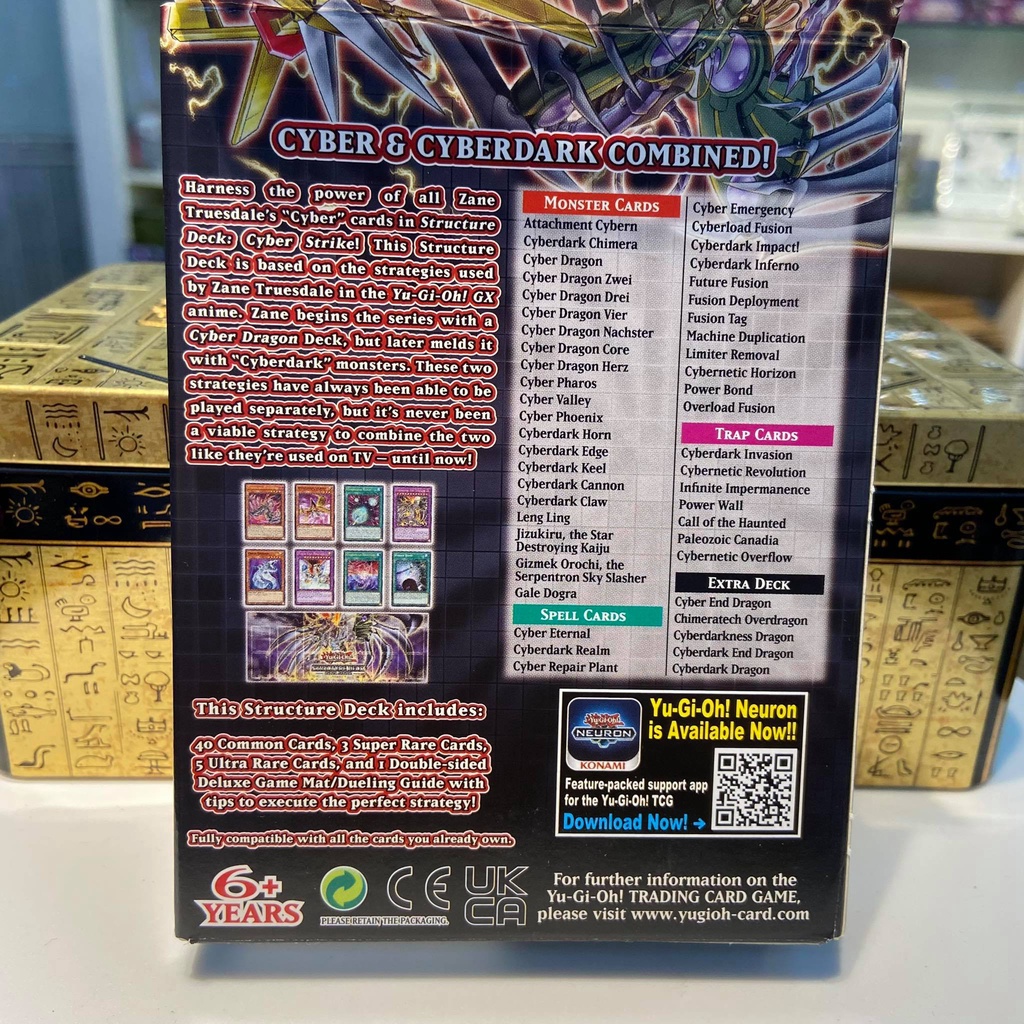 CYBER & CYBERDARK COMBINED!
Harness the power of all Zane
Truesdale's "Cyber" cards in Structure
Deck: Cyber Strike! This Structure
Deck is based on the strategies used
by Zane Truesdale in the Yu-Gi-Oh! GX
anime. Zane begins the series with a
Cyber Dragon Deck, but later melds it
with "Cyberdark" monsters. These two
strategies have always been able to be
played separately, but it's never been
a viable strategy to combine the two
like they're used on TV – until now!
MONSTER CARDS
Attachment Cybern
Cyberdark Chimera
Cyber Dragon
Cyber Dragon Zwei
Cyber Dragon Drei
Cyber Dragon Vier
Cyber Dragon Nachster
Cyber Dragon Core
Cyber Dragon Herz
Cyber Pharos
Cyber Valley
Cyber Phoenix
Cyberdark Horn
Cyberdark Edge
Cyberdark Keel
Cyberdark Cannon
Cyberdark Claw
Leng Ling
Jizukiru, the Star
Destroying Kaiju
Gizmek Orochi, the
Serpentron Sky Slasher
Gale Dogra
SPELL CARDS
Cyber Eternal
Cyberdark Realm
Cyber Repair Plant
Cyber Emergency
Cyberload Fusion
Cyberdark Impact!
Cyberdark Inferno
Future Fusion
Fusion Deployment
Fusion Tag
Machine Duplication
Limiter Removal
Cybernetic Horizon
Power Bond
Overload Fusion
TRAP CARDS
Cyberdark Invasion
Cybernetic Revolution
Infinite Impermanence
Power Wall
Call of the Haunted
Paleozoic Canadia
Cybernetic Overflow
EXTRA DECK
Cyber End Dragon
Chimeratech Overdragon
Cyberdarkness Dragon
Cyberdark End Dragon
Cyberdark Dragon
Yu-Gi-Oh!
This Structure Deck includes:
40 Common Cards, 3 Super Rare Cards,
5 Ultra Rare Cards, and 1 Double-sided
Deluxe Game Mat/Dueling Guide with
tips to execute the perfect strategy!
Fully compatible with all the cards you already own.
Yu-Gi-Oh!
NEURON
KONAMI
Yu-Gi-Oh! Neuron
is Available Now!!
Feature-packed support app
for the Yu-Gi-Oh! TCG
Download Now! →
6+
YEARS
PLEASE RETAIN THE PACKAGING.
CE
UK
CA
For further information on the
Yu-Gi-Oh! TRADING CARD GAME,
please visit www.yugioh-card.com